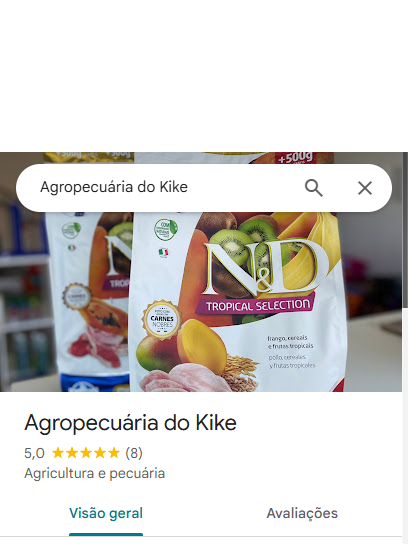 +500g
Agropecuária do Kike
N&D
TROPICAL SELECTION
CARNES
NOBRES
frango, cereais
e frutas tropicais
pollo, cereales
y frutas tropicales
Agropecuária do Kike
5,0 (8)
Agricultura e pecuária
Visão geral
Avaliações